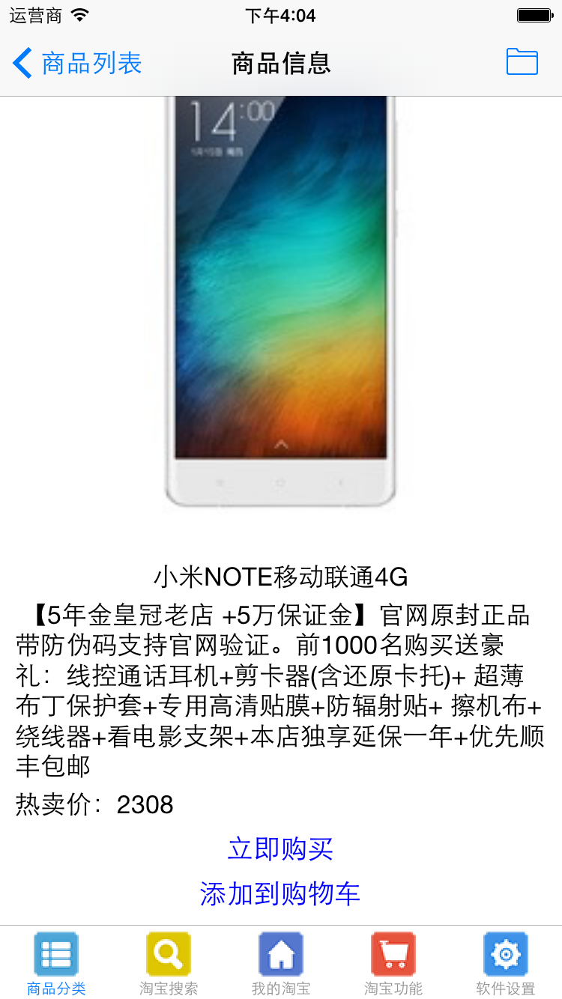 运营商 下午4:04
商品列表 商品信息
14:00
小米NOTE移动联通4G
【5年金皇冠老店 +5万保证金】官网原封正品
带防伪码支持官网验证。前1000名购买送豪
礼：线控通话耳机+剪卡器(含还原卡托)+ 超薄
布丁保护套+专用高清贴膜+防辐射贴+ 擦机布+
绕线器+看电影支架+本店独享延保一年+优先顺
丰包邮
热卖价：2308
立即购买
添加到购物车
商品分类 淘宝搜索 我的淘宝 淘宝功能 软件设置